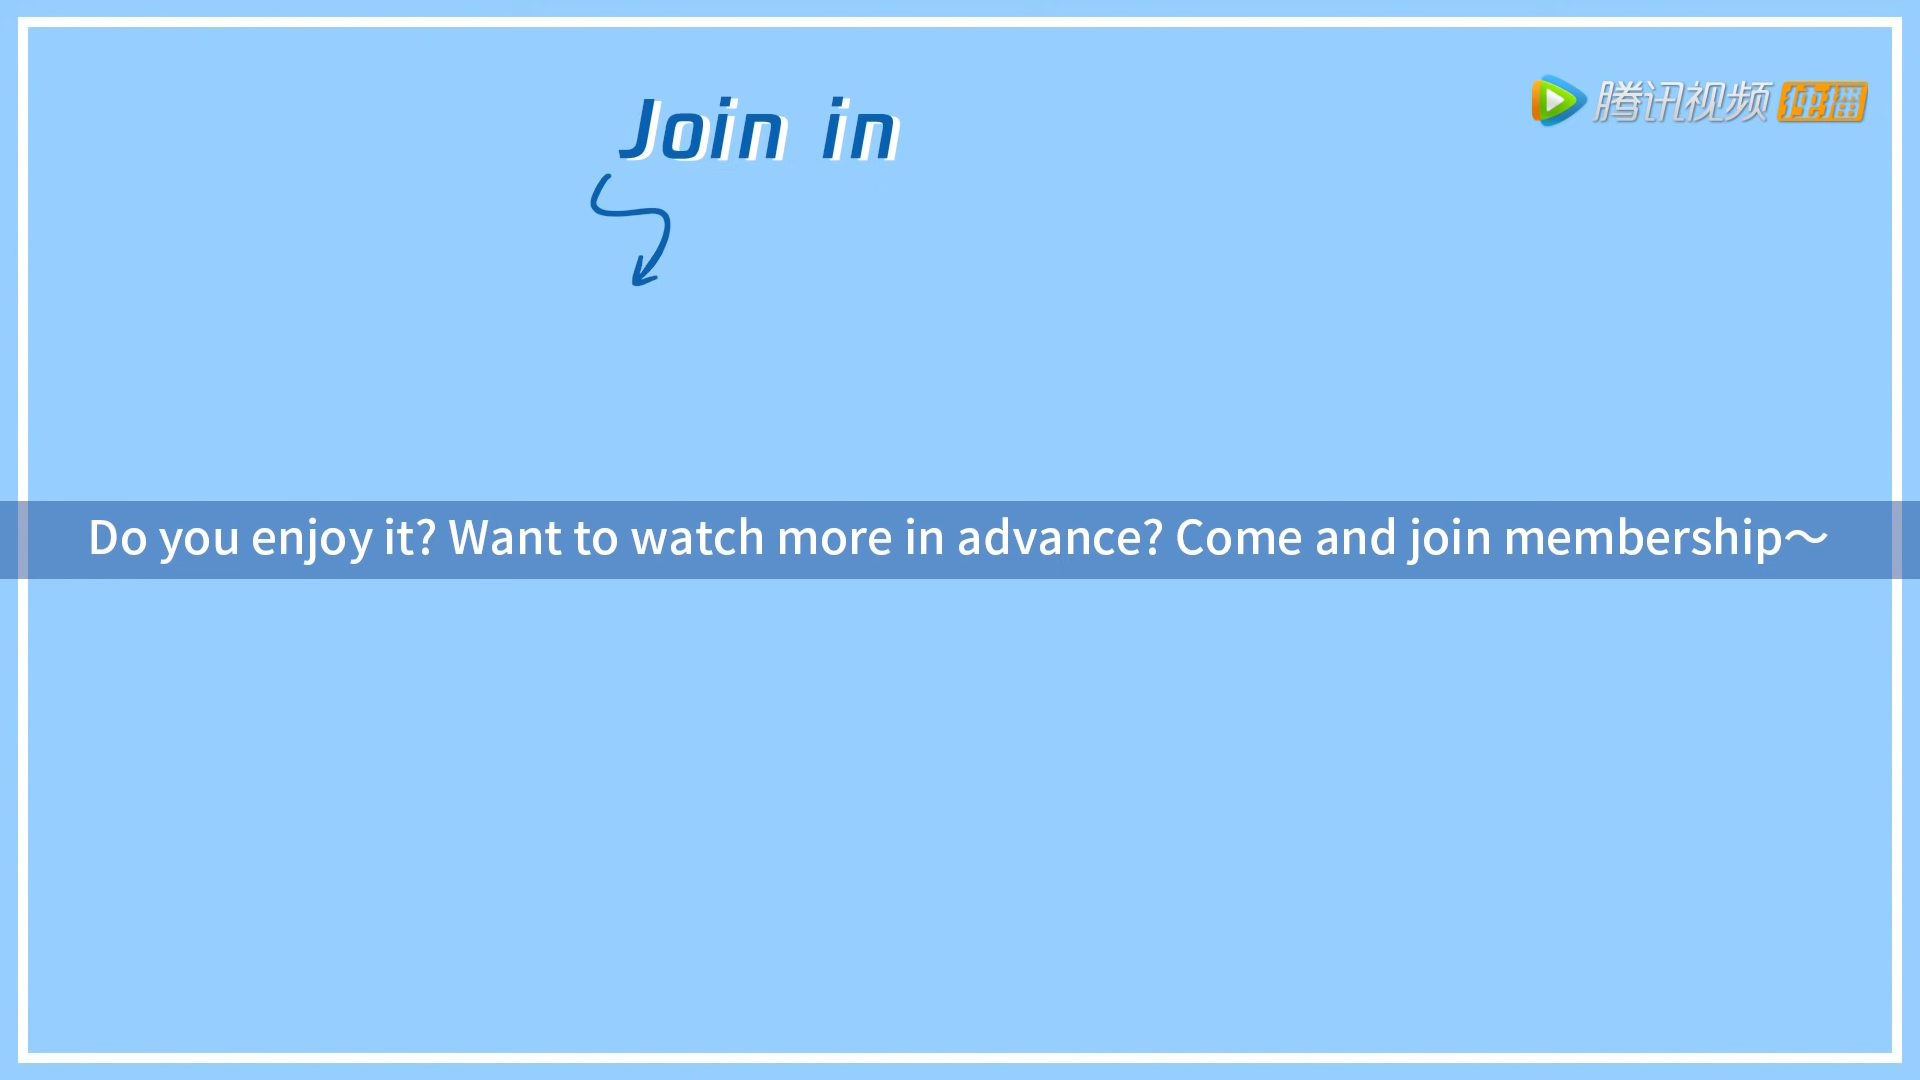 Join in
腾讯视频 独播
Do you enjoy it? Want to watch more in advance? Come and join membership～